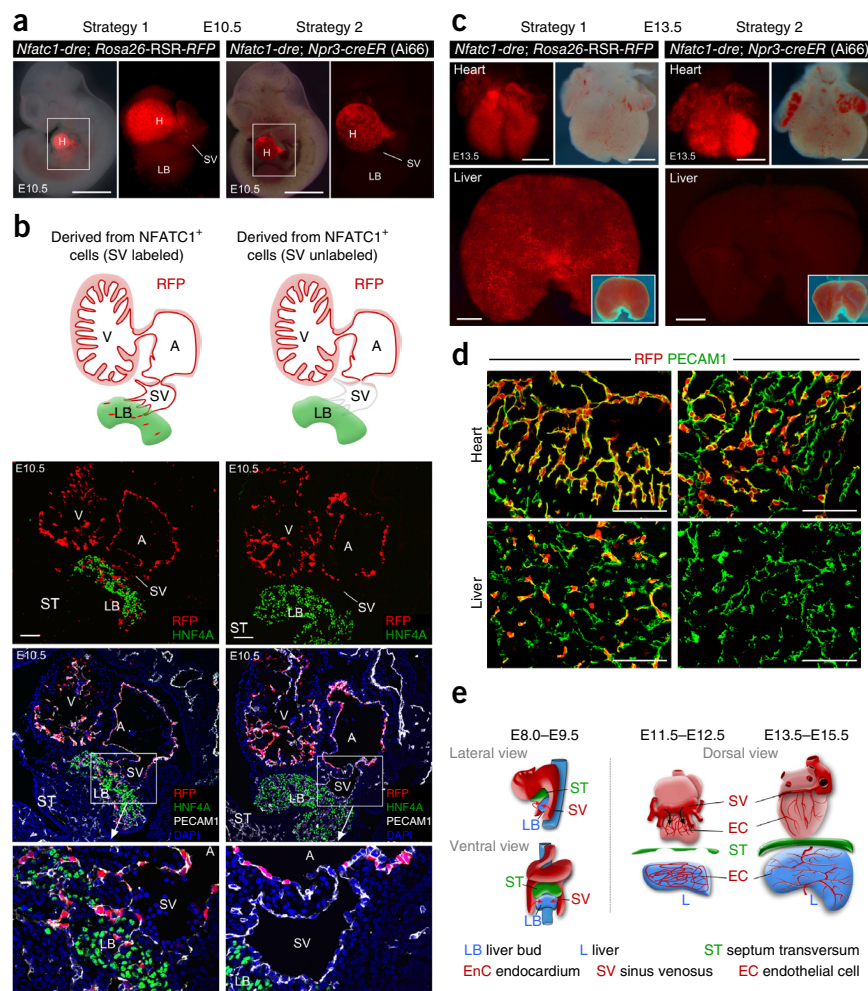 a
Strategy 1 E10.5 Strategy 2
Nfatc1-dre; Rosa26-RSR-RFP
Nfatc1-dre; Npr3-creER (Ai66)
H
H
SV
LB
E10.5
H
H
SV
LB
E10.5
b
Derived from NFATC1+
cells (SV labeled)
Derived from NFATC1+
cells (SV unlabeled)
RFP
V
A
SV
LB
RFP
V
A
SV
LB
E10.5
V
A
SV
ST
LB
RFP
HNF4A
E10.5
V
A
SV
LB
ST
RFP
HNF4A
E10.5
V
A
SV
LB
ST
RFP
HNF4A
PECAM1
DAPI
E10.5
V
A
SV
LB
ST
RFP
HNF4A
PECAM1
DAPI
A
SV
LB
A
SV
LB
c
Strategy 1 E13.5 Strategy 2
Nfatc1-dre; Rosa26-RSR-RFP
Nfatc1-dre; Npr3-creER (Ai66)
Heart
E13.5
Heart
E13.5
Liver
Liver
d
RFP PECAM1
Heart
Liver
e
E8.0–E9.5
E11.5–E12.5
E13.5–E15.5
Lateral view
Dorsal view
ST
SV
LB
Ventral view
ST
SV
LB
SV
EC
ST
EC
L
L
LB liver bud
L liver
ST septum transversum
EnC endocardium
SV sinus venosus
EC endothelial cell